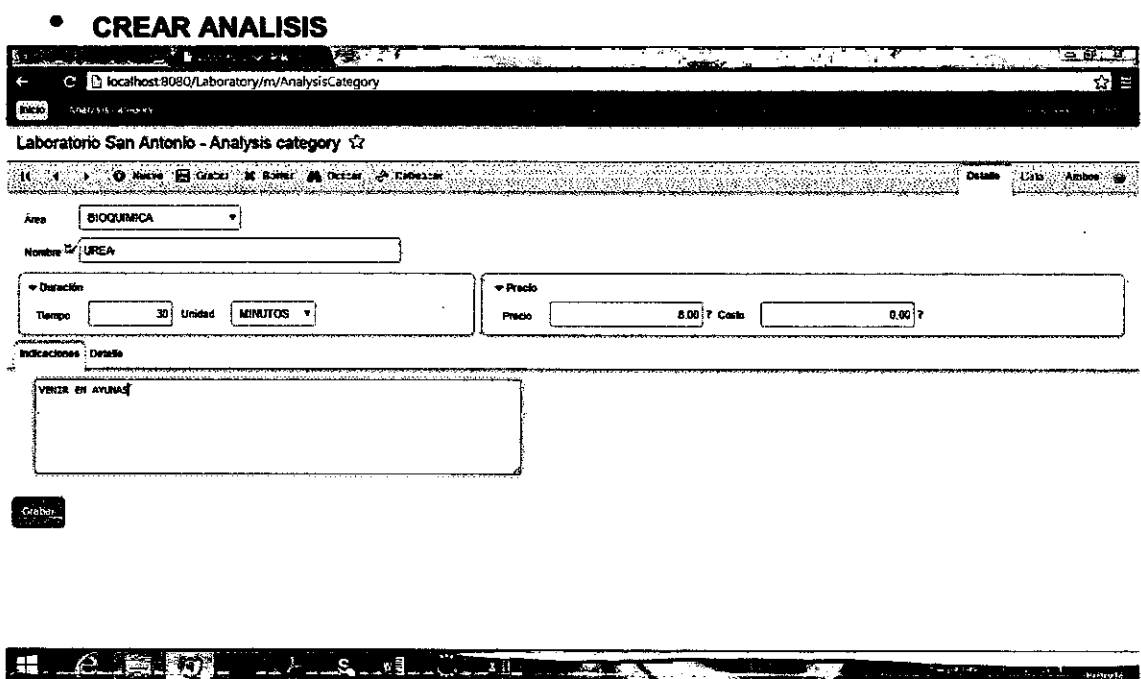 • CREAR ANALISIS
localhost:8080/Laboratory/m/AnalysisCategory
Inicio
Laboratorio San Antonio - Analysis category
Nuevo Grabar Borrar Detalle Lista Ambos
Área BIOQUIMICA
Nombre UREA
Duración Precio
Tiempo 30 Unidad MINUTOS Precio 8.00 ? Costo 0.00 ?
Indicaciones Detalle
VENIR EN AYUNAS
Grabar